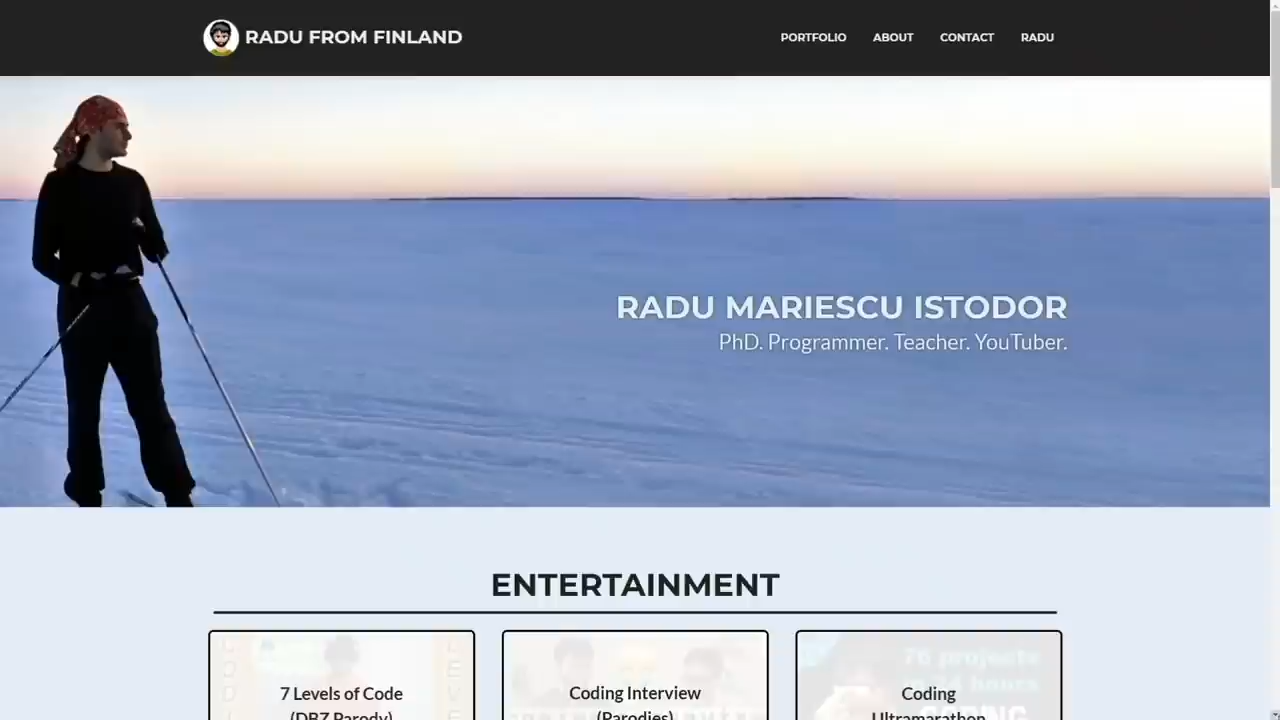 RADU FROM FINLAND
PORTFOLIO ABOUT CONTACT RADU
RADU MARIESCU ISTODOR
PhD. Programmer. Teacher. YouTuber.
ENTERTAINMENT
7 Levels of Code
(DBZ Parody)
Coding Interview
(Parodies)
Coding
Ultramarathon